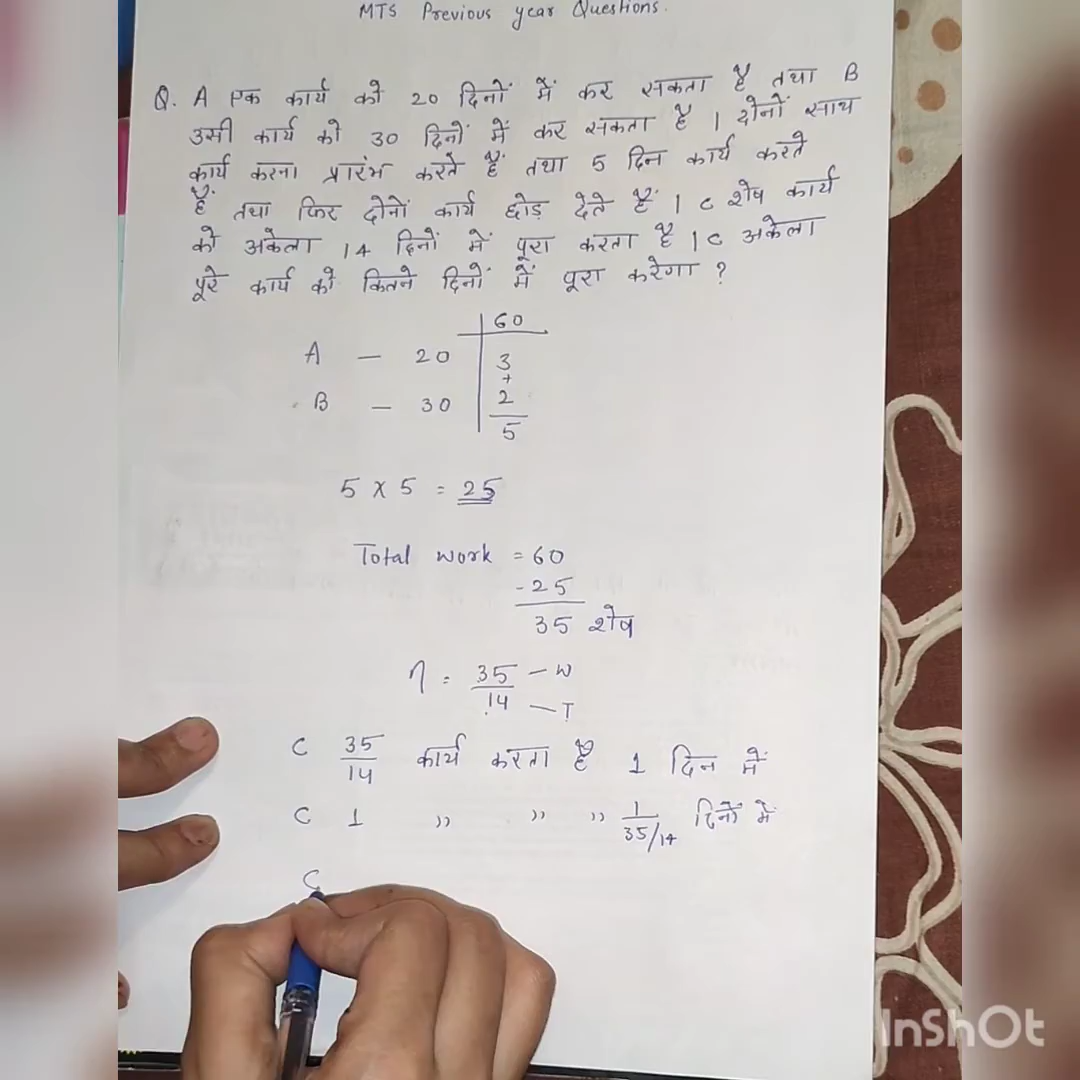 MTS Previous year Questions.
Q. A एक कार्य को 20 दिनों में कर सकता है तथा B
उसी कार्य को 30 दिनों में कर सकता है । दोनों साथ
कार्य करना प्रारंभ करते हैं तथा 5 दिन कार्य करते
हैं तथा फिर दोनों कार्य छोड़ देते हैं । C शेष कार्य
को अकेला 14 दिनों में पूरा करता है । C अकेला
पूरे कार्य को कितने दिनों में पूरा करेगा ?
60
A — 20 3
+
B — 30 2
5
5 x 5 = 25
Total work = 60
-25
35 शेष
η = 35/14 — W — T
C 35/14 कार्य करता है 1 दिन में
C 1 ,, ,, ,, 1/35/14 दिनों में
C
InShOt